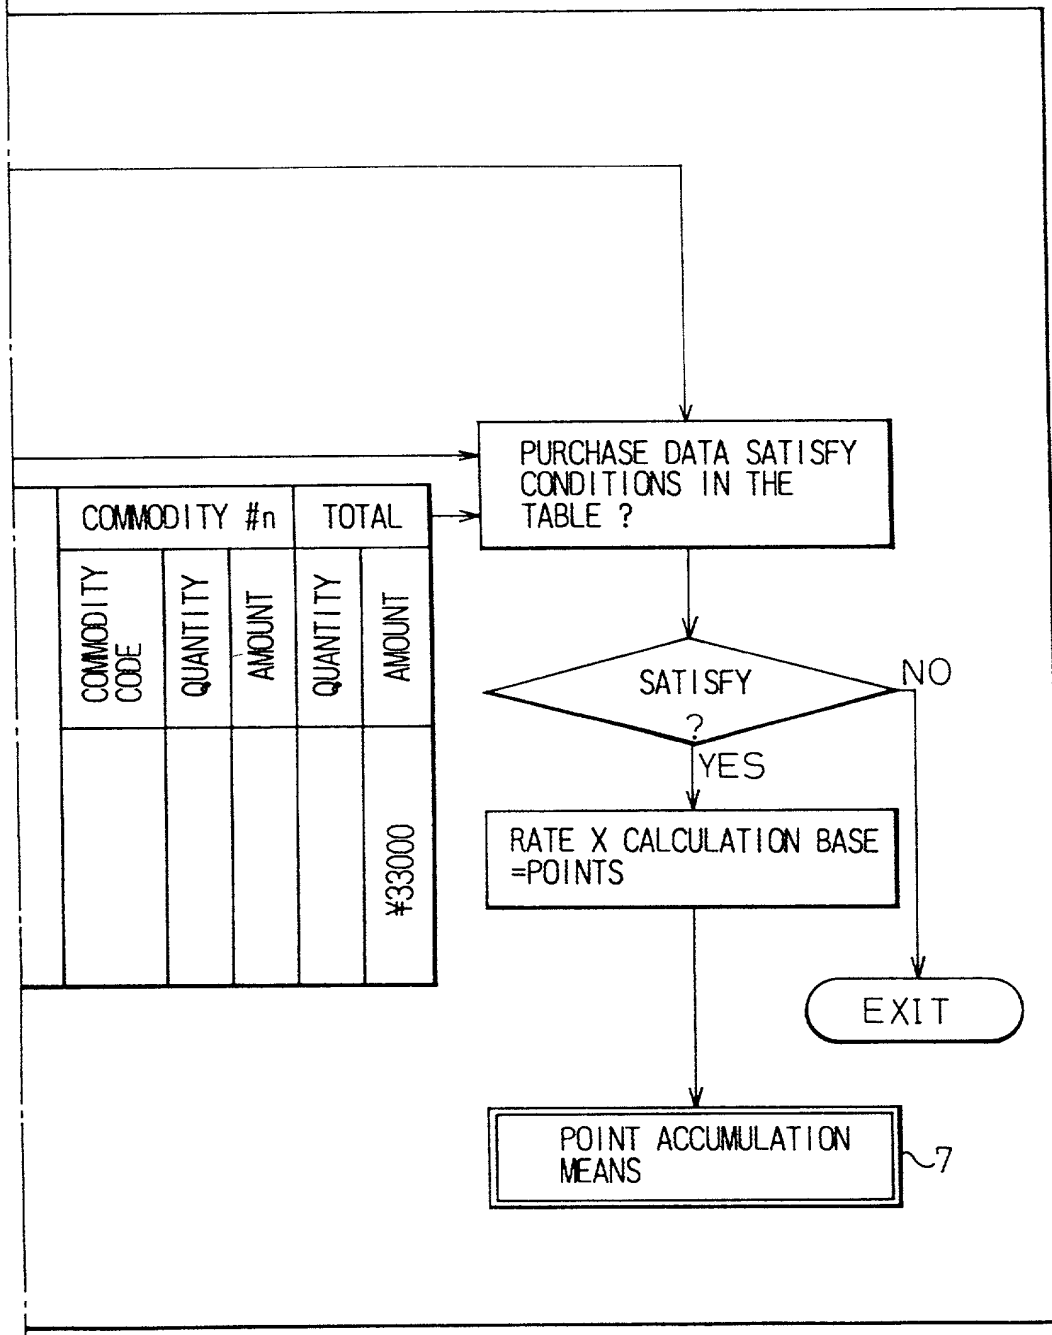 PURCHASE DATA SATISFY
CONDITIONS IN THE
TABLE ?
COMMODITY #n
TOTAL
COMMODITY
CODE
QUANTITY
AMOUNT
QUANTITY
AMOUNT
¥33000
SATISFY
?
NO
YES
RATE X CALCULATION BASE
=POINTS
EXIT
POINT ACCUMULATION
MEANS
7